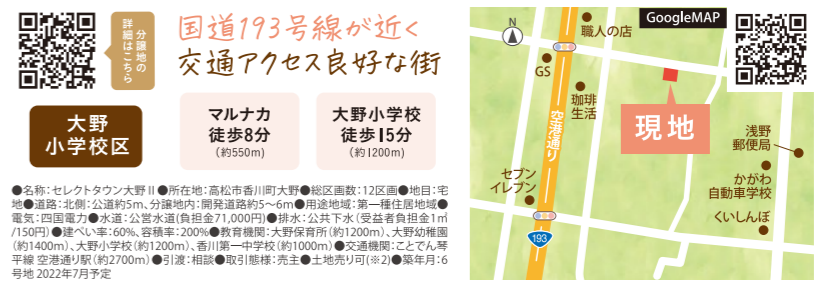 分譲地の
詳細はこちら
国道193号線が近く
交通アクセス良好な街
大野
小学校区
マルナカ
徒歩8分
(約550m)
大野小学校
徒歩15分
(約1200m)
●名称：セレクトタウン大野Ⅱ●所在地：高松市香川町大野●総区画数：12区画●地目：宅
地●道路：北側：公道約5m、分譲地内：開発道路約5～6m●用途地域：第一種住居地域●
電気：四国電力●水道：公営水道(負担金71,000円)●排水：公共下水(受益者負担金1㎡
/150円)●建ぺい率：60%、容積率：200%●教育機関：大野保育所(約1200m)、大野幼稚園
(約1400m)、大野小学校(約1200m)、香川第一中学校(約1000m)●交通機関：ことでん琴
平線 空港通り駅(約2700m)●引渡：相談●取引態様：売主●土地売り可(※2)●築年月：6
号地 2022年7月予定
N
職人の店
GoogleMAP
GS
珈琲
生活
現地
空港通り
浅野
郵便局
かがわ
自動車学校
セブン
イレブン
くいしんぼ
193